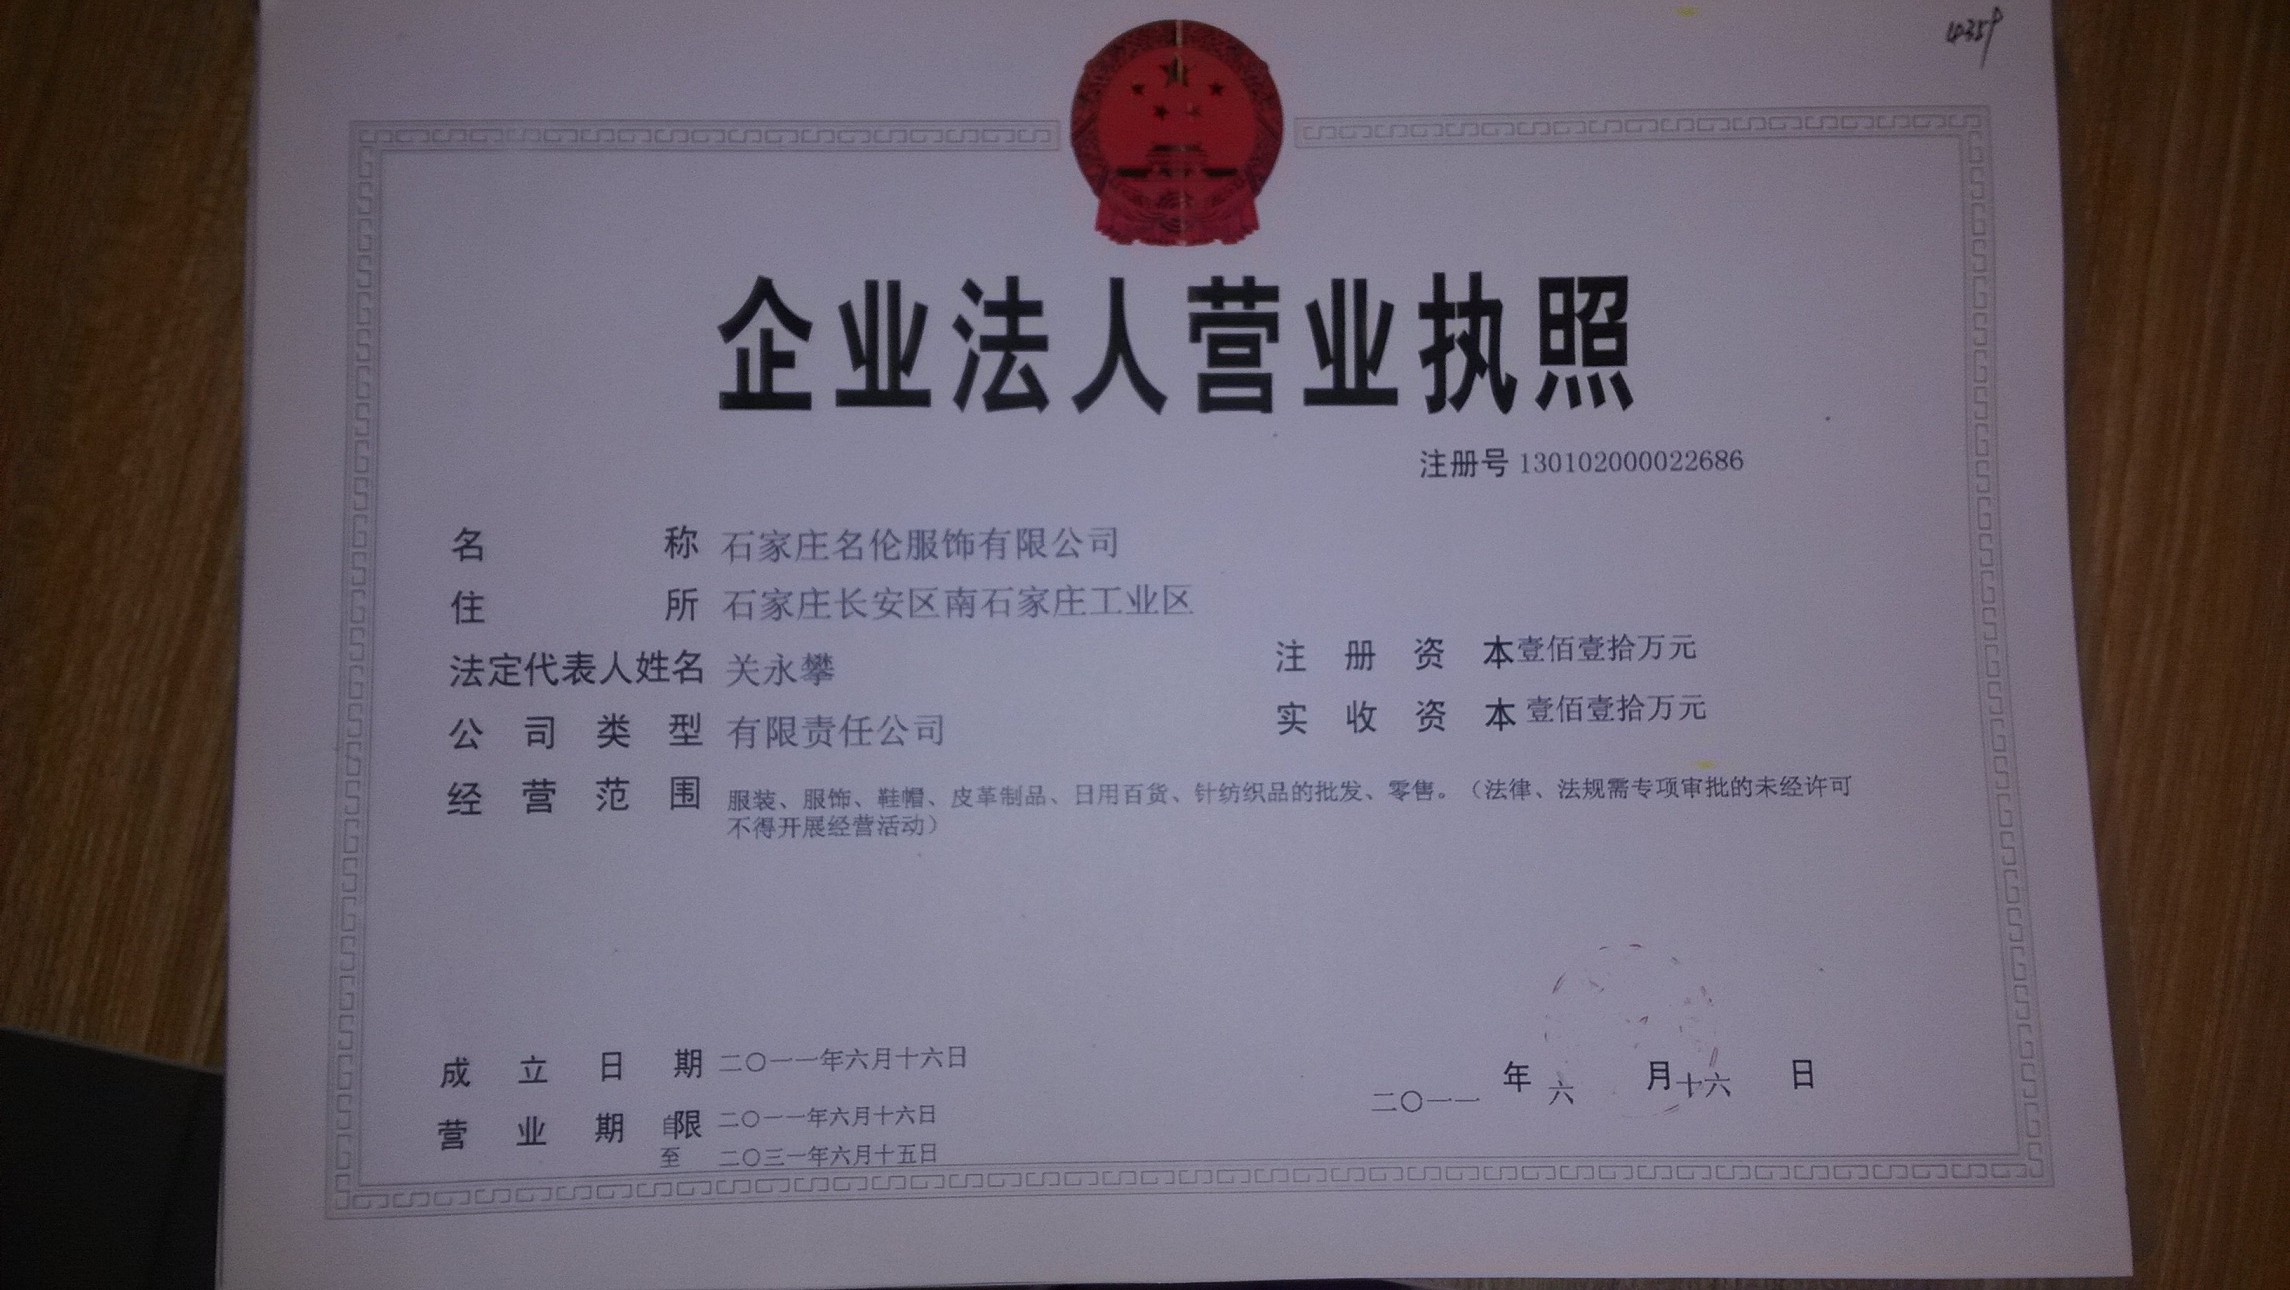 企业法人营业执照
注册号 130102000022686
名称 石家庄名伦服饰有限公司
住所 石家庄长安区南石家庄工业区
法定代表人姓名 关永攀
注册资本 壹佰壹拾万元
公司类型 有限责任公司
实收资本 壹佰壹拾万元
经营范围 服装、服饰、鞋帽、皮革制品、日用百货、针纺织品的批发、零售。（法律、法规需专项审批的未经许可
不得开展经营活动）
成立日期 二〇一一年六月十六日
营业期限 自 二〇一一年六月十六日
至 二〇三一年六月十五日
二〇一一年六月十六日